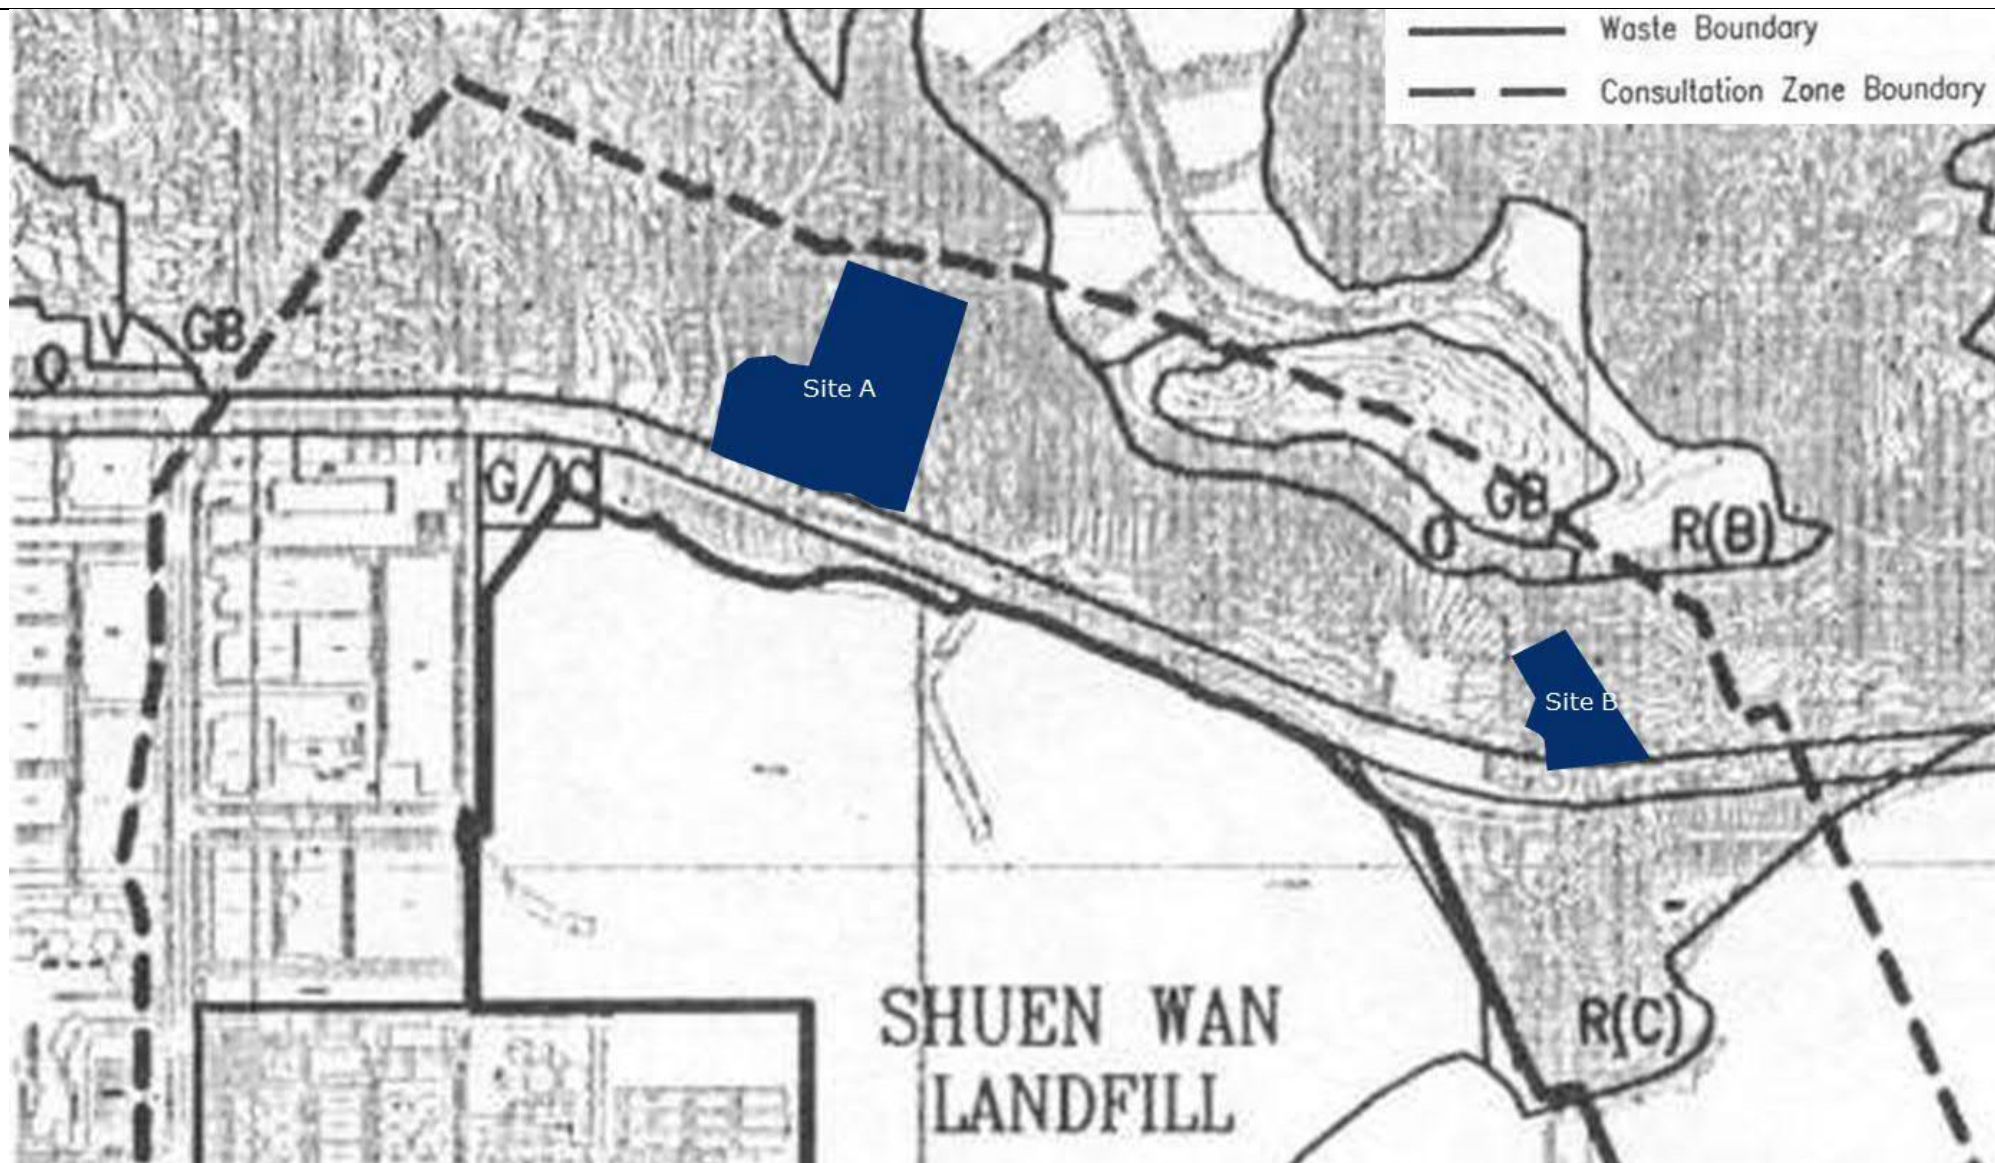 Waste Boundary
Consultation Zone Boundary
GB
V
O
Site A
G/IC
GB
R(B)
O
Site B
SHUEN WAN
LANDFILL
R(C)